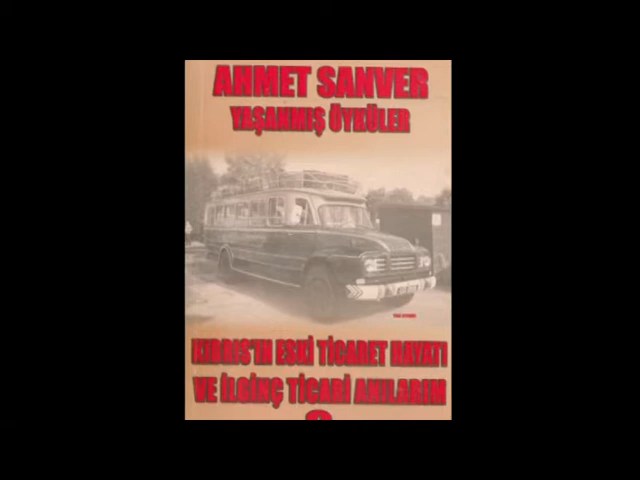 AHMET SANVER
YAŞANMIŞ ÖYKÜLER
KIBRIS'IN ESKİ TİCARET HAYATI
VE İLGİNÇ TİCARİ ANILARIM